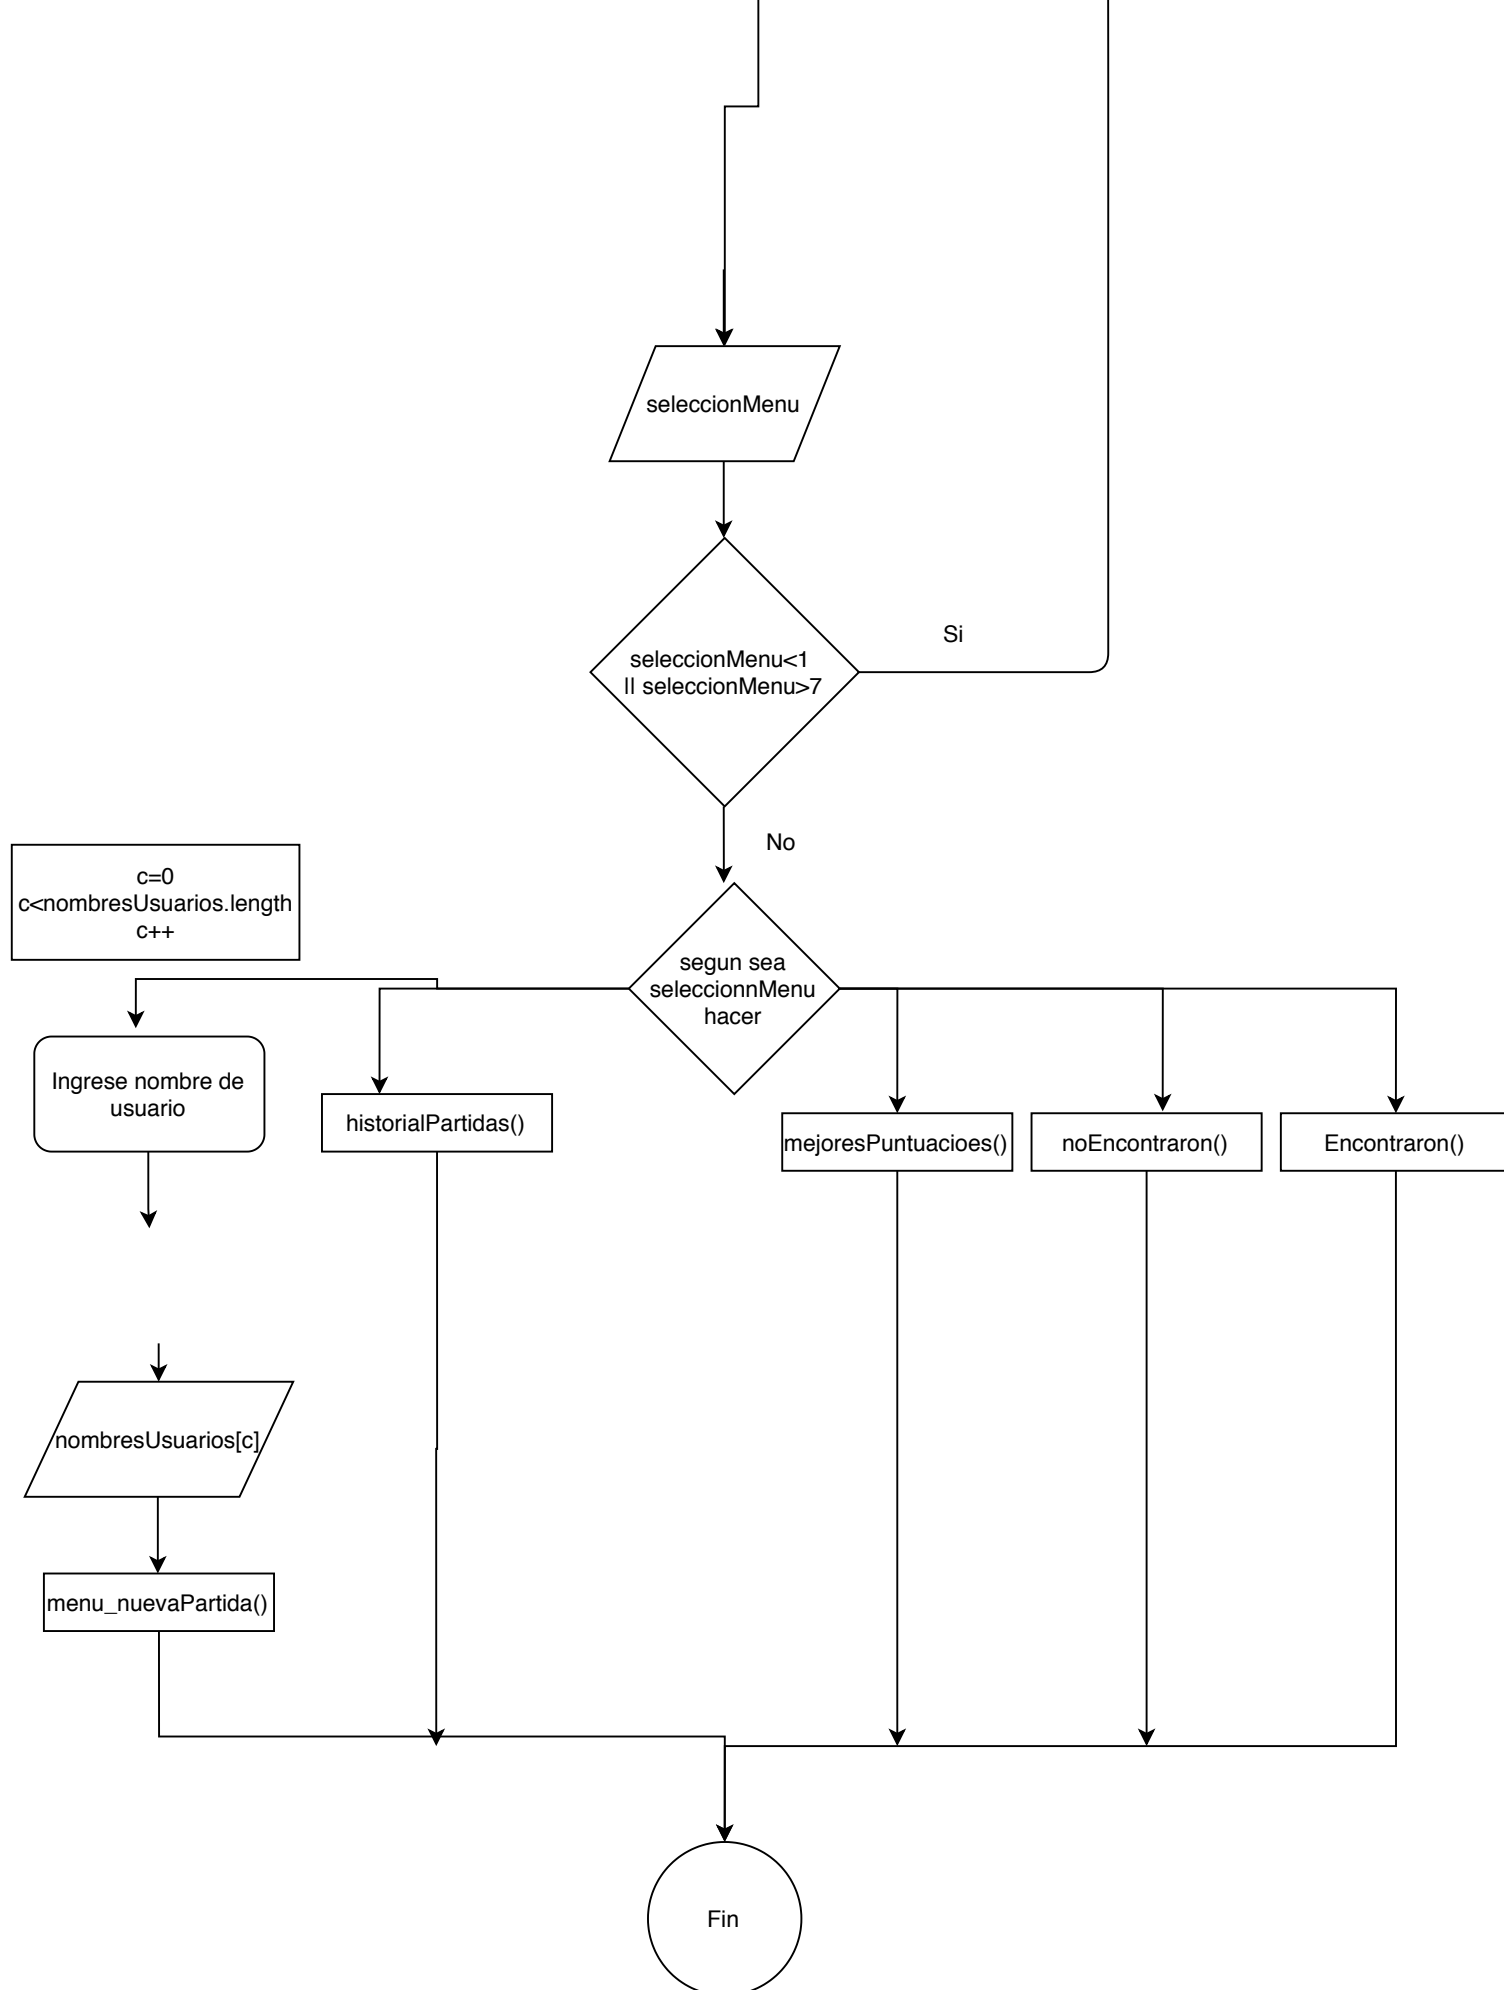 seleccionMenu
seleccionMenu<1
|| seleccionMenu>7
Si
No
c=0
c<nombresUsuarios.length
c++
segun sea
seleccionnMenu
hacer
Ingrese nombre de
usuario
historialPartidas()
mejoresPuntuacioes()
noEncontraron()
Encontraron()
nombresUsuarios[c]
menu_nuevaPartida()
Fin